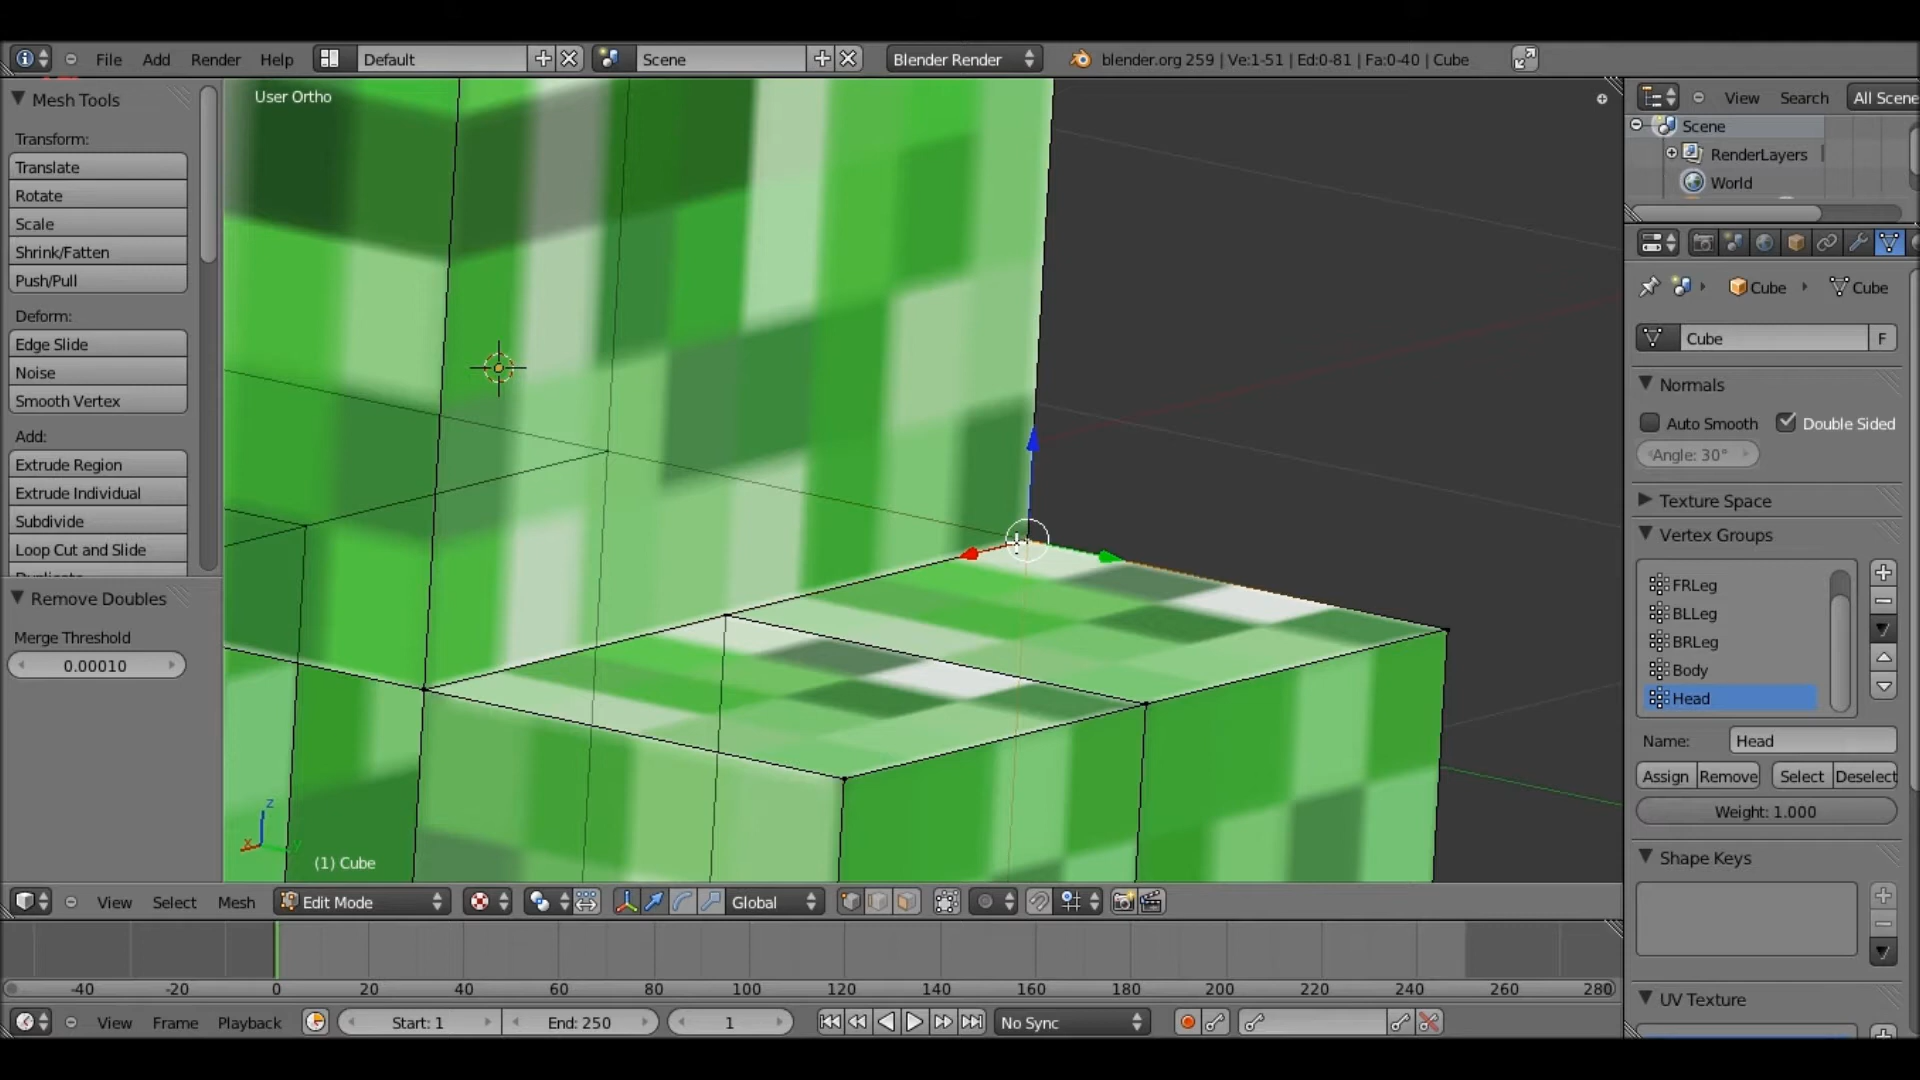 File Add Render Help Default Scene Blender Render blender.org 259 | Ve:1-51 | Ed:0-81 | Fa:0-40 | Cube
Mesh Tools
Transform:
Translate
Rotate
Scale
Shrink/Fatten
Push/Pull
Deform:
Edge Slide
Noise
Smooth Vertex
Add:
Extrude Region
Extrude Individual
Subdivide
Loop Cut and Slide
Remove Doubles
Merge Threshold
0.00010
User Ortho
z
x
y
(1) Cube
View Search All Scene
Scene
RenderLayers
World
Cube Cube
Cube F
Normals
Auto Smooth Double Sided
Angle: 30°
Texture Space
Vertex Groups
FRLeg
BLLeg
BRLeg
Body
Head
Name: Head
Assign Remove Select Deselect
Weight: 1.000
Shape Keys
UV Texture
View Select Mesh Edit Mode Global
-40 -20 0 20 40 60 80 100 120 140 160 180 200 220 240 260 280
View Frame Playback Start: 1 End: 250 1 No Sync